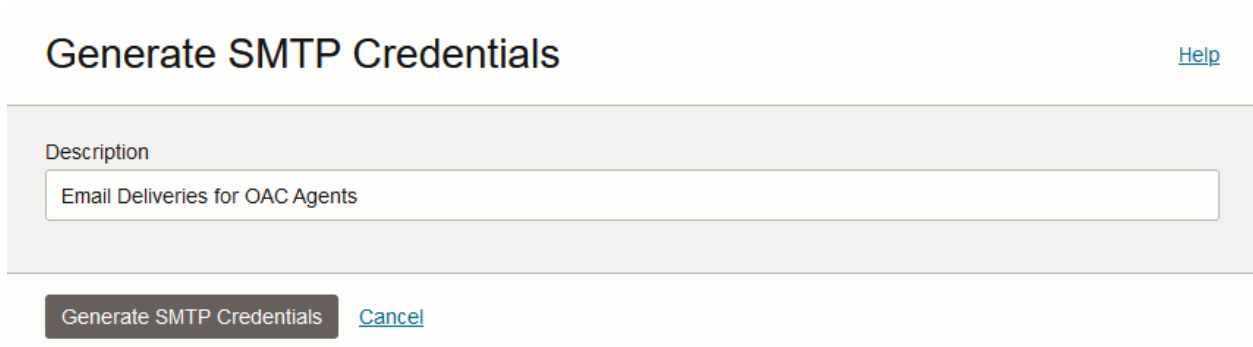 Generate SMTP Credentials
Help
Description
Email Deliveries for OAC Agents
Generate SMTP Credentials
Cancel